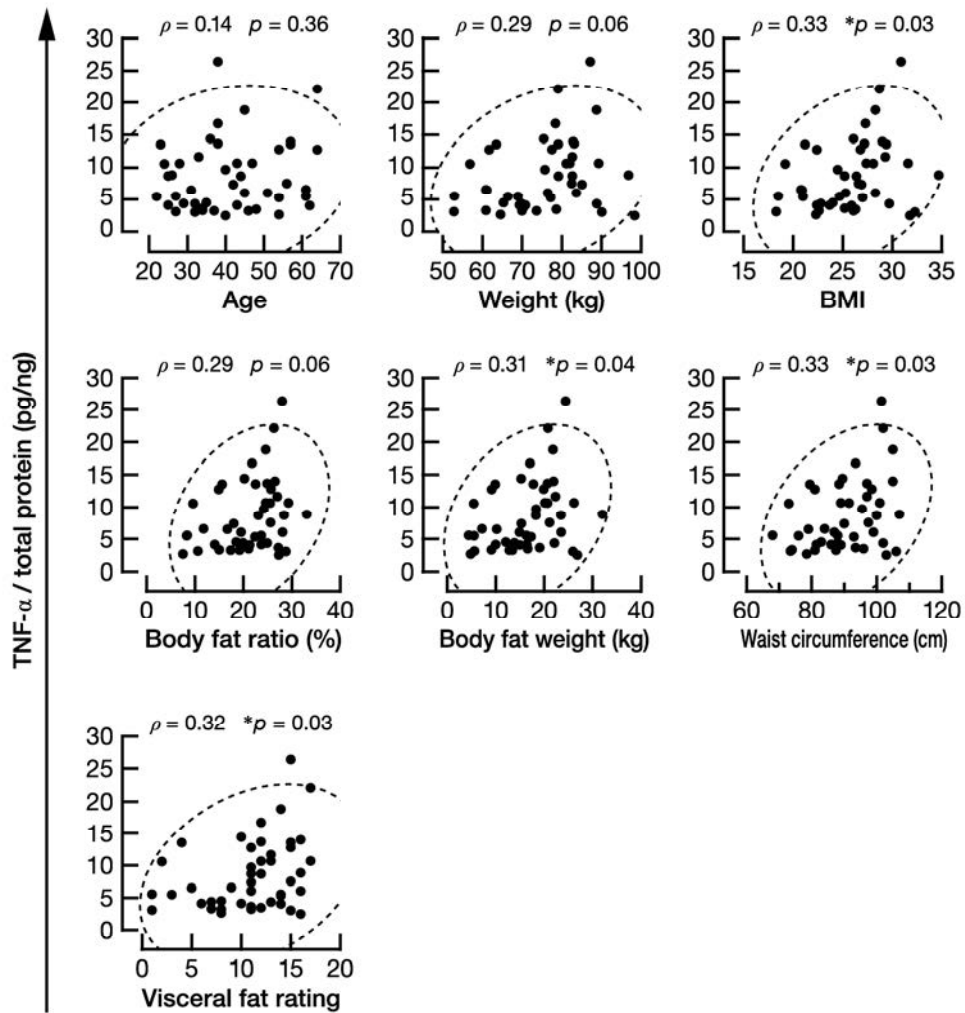 TNF-α / total protein (pg/ng)
ρ = 0.14 p = 0.36
30
25
20
15
10
5
0
20 30 40 50 60 70
Age
ρ = 0.29 p = 0.06
30
25
20
15
10
5
0
50 60 70 80 90 100
Weight (kg)
ρ = 0.33 *p = 0.03
30
25
20
15
10
5
0
15 20 25 30 35
BMI
ρ = 0.29 p = 0.06
30
25
20
15
10
5
0
0 10 20 30 40
Body fat ratio (%)
ρ = 0.31 *p = 0.04
30
25
20
15
10
5
0
0 10 20 30 40
Body fat weight (kg)
ρ = 0.33 *p = 0.03
30
25
20
15
10
5
0
60 80 100 120
Waist circumference (cm)
ρ = 0.32 *p = 0.03
30
25
20
15
10
5
0
0 5 10 15 20
Visceral fat rating